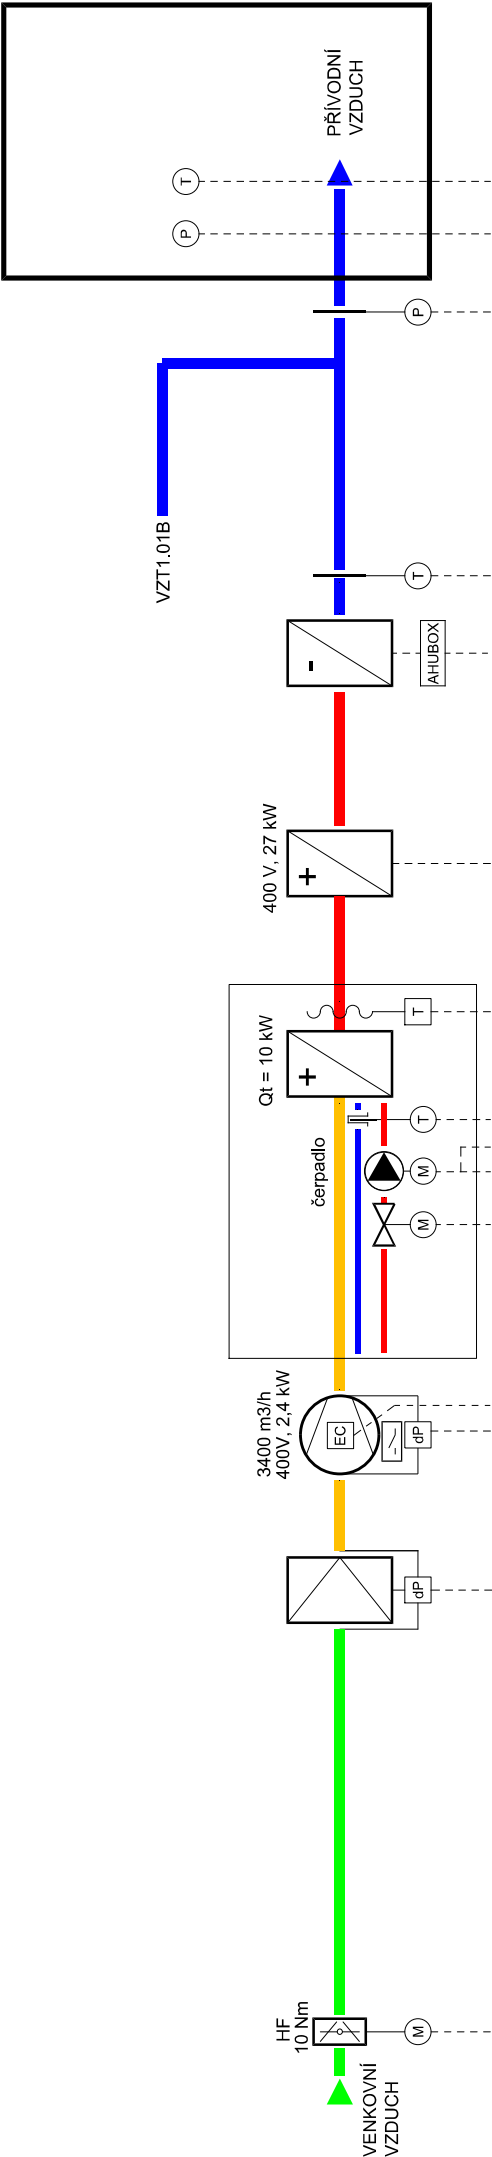 PŘÍVODNÍ
VZDUCH
T
P
P
VZT1.01B
T
-
AHUBOX
400 V, 27 kW
+
T
Qt = 10 kW
+
T
čerpadlo
M
M
3400 m3/h
400V, 2,4 kW
EC
dP
dP
HF
10 Nm
M
VENKOVNÍ
VZDUCH